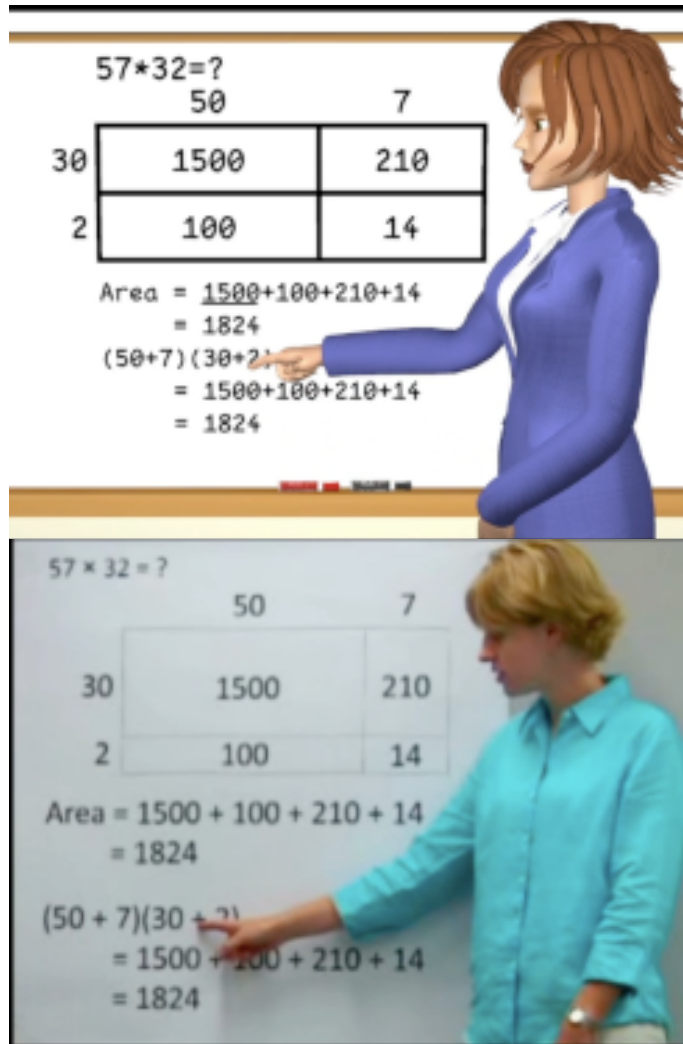 57*32=?
50 7
30 1500 210
2 100 14
Area = 1500+100+210+14
= 1824
(50+7)(30+2)
= 1500+100+210+14
= 1824
57 × 32 = ?
50 7
30 1500 210
2 100 14
Area = 1500 + 100 + 210 + 14
= 1824
(50 + 7)(30 + 2)
= 1500 + 100 + 210 + 14
= 1824